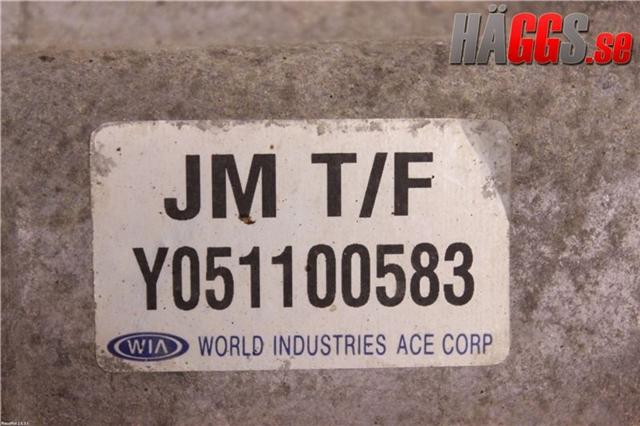 HÄGGS.se
JM T/F
Y051100583
WIA WORLD INDUSTRIES ACE CORP